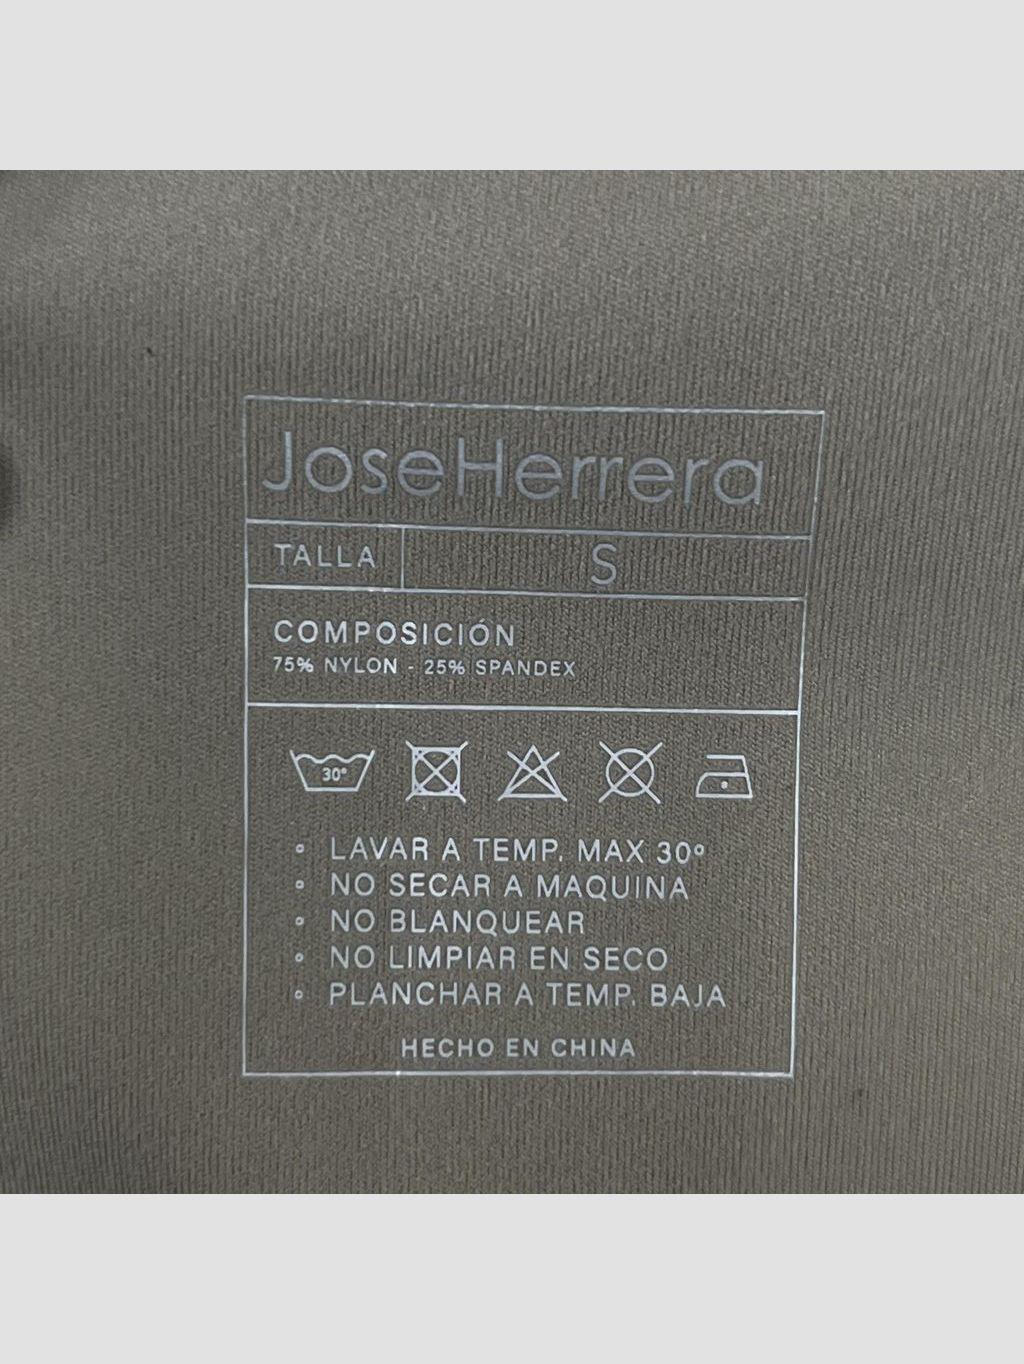 JoseHerrera
TALLA S
COMPOSICIÓN
75% NYLON - 25% SPANDEX
30°
◦ LAVAR A TEMP. MAX 30º
◦ NO SECAR A MAQUINA
◦ NO BLANQUEAR
◦ NO LIMPIAR EN SECO
◦ PLANCHAR A TEMP. BAJA
HECHO EN CHINA